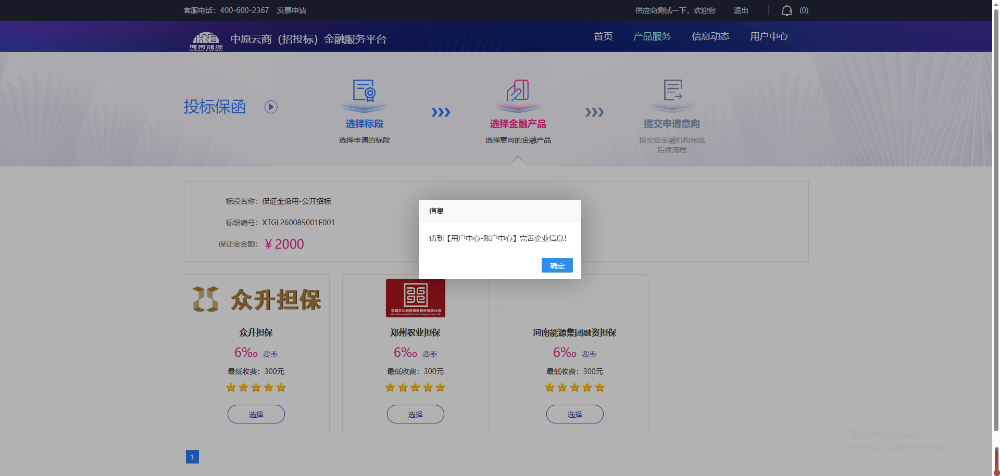 客服电话：400-600-2367 发票申请
供应商测试一下，欢迎您 退出 (0)
HNE
河南能源
HENAN ENERGY
中原云商（招投标）金融服务平台
首页 产品服务 信息动态 用户中心
投标保函
选择标段
选择申请的标段
选择金融产品
选择意向的金融产品
提交申请意向
提交给金融机构完成
后续流程
标段名称：保证金沿用-公开招标
标段编号：XTGL260085001F001
保证金金额：￥2000
信息
请到【用户中心-账户中心】完善企业信息！
确定
众升担保
众升担保
6‰ 费率
最低收费：300元
选择
郑州农业融资担保股份有限公司
zhengzhou agricultural financing guarantee co .. ltd.
郑州农业担保
6‰ 费率
最低收费：300元
选择
河南能源集团融资担保
6‰ 费率
最低收费：300元
选择
1
激活 Windows
转到"设置"以激活 Windows。